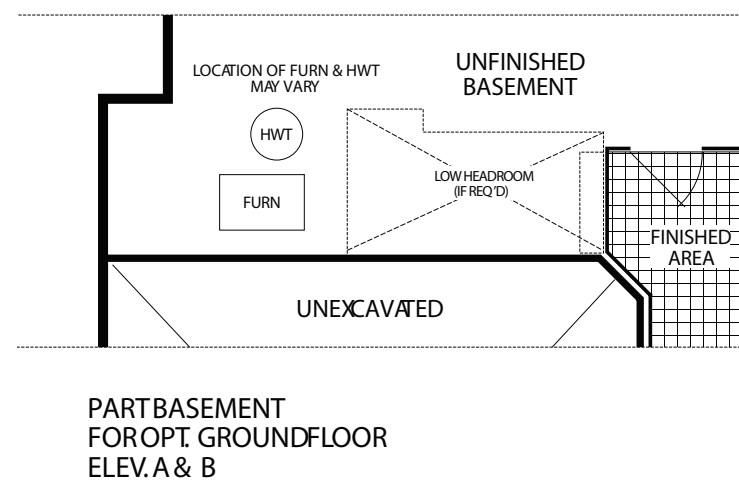 LOCATION OF FURN & HWT
MAY VARY
UNFINISHED
BASEMENT
HWT
LOW HEADROOM
(IF REQ'D)
FURN
FINISHED
AREA
UNEXCAVATED
PART BASEMENT
FOR OPT. GROUND FLOOR
ELEV. A & B